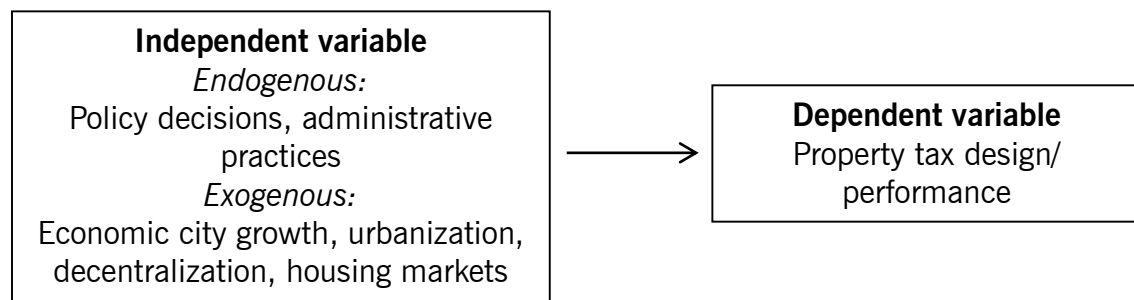 Independent variable
Endogenous:
Policy decisions, administrative
practices
Exogenous:
Economic city growth, urbanization,
decentralization, housing markets
Dependent variable
Property tax design/
performance